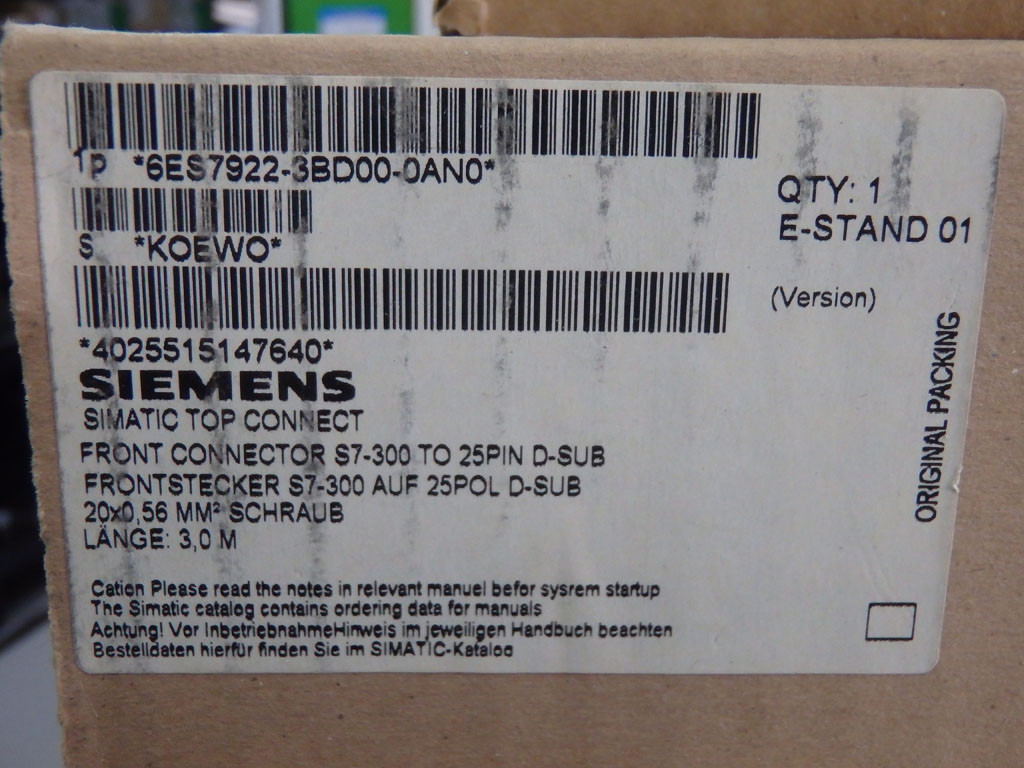 1P *6ES7922-3BD00-0AN0*
S *KOEWO*
*4025515147640*
QTY: 1
E-STAND 01
(Version)
ORIGINAL PACKING
SIEMENS
SIMATIC TOP CONNECT
FRONT CONNECTOR S7-300 TO 25PIN D-SUB
FRONTSTECKER S7-300 AUF 25POL D-SUB
20x0,56 MM² SCHRAUB
LÄNGE: 3,0 M
Cation Please read the notes in relevant manuel befor sysrem startup
The Simatic catalog contains ordering data for manuals
Achtung! Vor InbetriebnahmeHinweis im jeweiligen Handbuch beachten
Bestelldaten hierfür finden Sie im SIMATIC-Katalog